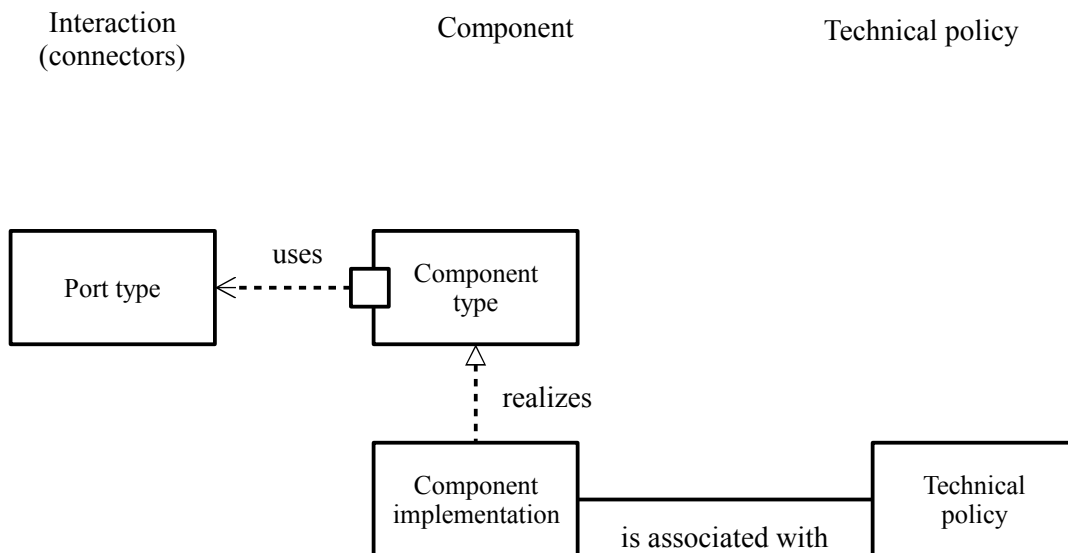 Interaction
(connectors)
Component
Technical policy
uses
Port type
Component
type
realizes
Component
implementation
Technical
policy
is associated with